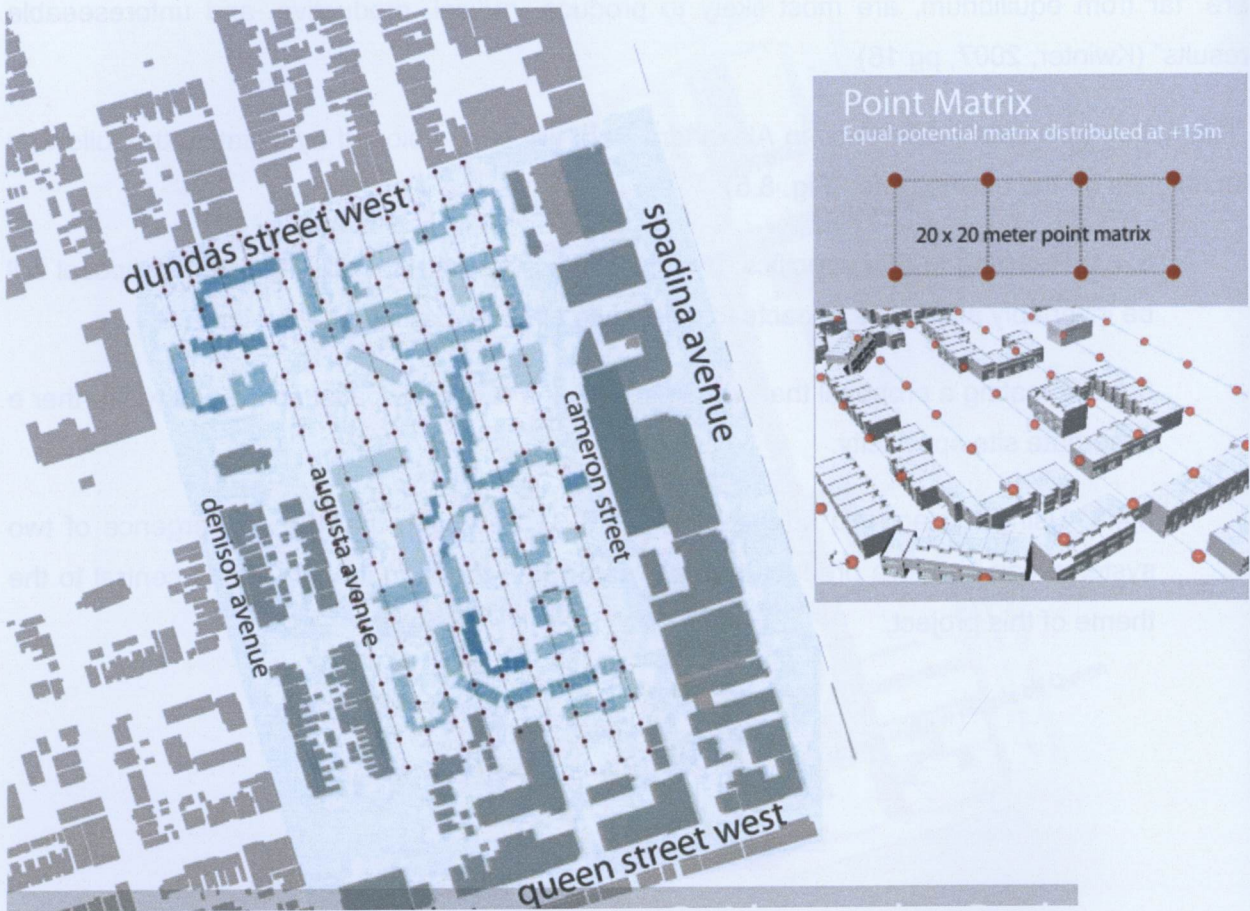 Point Matrix
Equal potential matrix distributed at +15m
20 x 20 meter point matrix
dundas street west
spadina avenue
cameron street
augusta avenue
denison avenue
queen street west